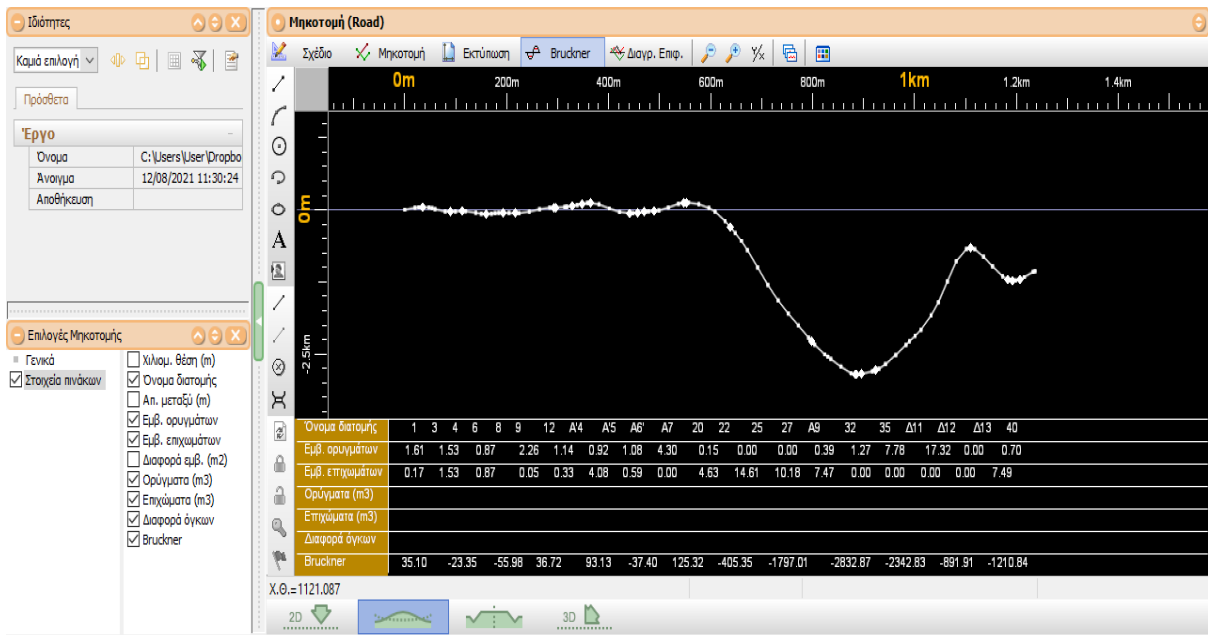 Ιδιότητες
Καμιά επιλογή
Πρόσθετα
Έργο
Όνομα C:\Users\User\Dropbo
Άνοιγμα 12/08/2021 11:30:24
Αποθήκευση
Επιλογές Μηκοτομής
Γενικά
Στοιχεία πινάκων
Χιλιομ. θέση (m)
Όνομα διατομής
Απ. μεταξύ (m)
Εμβ. ορυγμάτων
Εμβ. επιχωμάτων
Διαφορά εμβ. (m2)
Ορύγματα (m3)
Επιχώματα (m3)
Διαφορά όγκων
Bruckner
Μηκοτομή (Road)
Σχέδιο Μηκοτομή Εκτύπωση Bruckner Διαγρ. Επιφ. Y/x
0m 200m 400m 600m 800m 1km 1.2km 1.4km
A
0m
-2.5km
Όνομα διατομής 1 3 4 6 8 9 12 Α'4 Α'5 Α6' Α7 20 22 25 27 Α9 32 35 Δ11 Δ12 Δ13 40
Εμβ. ορυγμάτων 1.61 1.53 0.87 2.26 1.14 0.92 1.08 4.30 0.15 0.00 0.00 0.39 1.27 7.78 17.32 0.00 0.70
Εμβ. επιχωμάτων 0.17 1.53 0.87 0.05 0.33 4.08 0.59 0.00 4.63 14.61 10.18 7.47 0.00 0.00 0.00 0.00 7.49
Ορύγματα (m3)
Επιχώματα (m3)
Διαφορά όγκων
Bruckner 35.10 -23.35 -55.98 36.72 93.13 -37.40 125.32 -405.35 -1797.01 -2832.87 -2342.83 -891.91 -1210.84
Χ.Θ.=1121.087
2D 3D